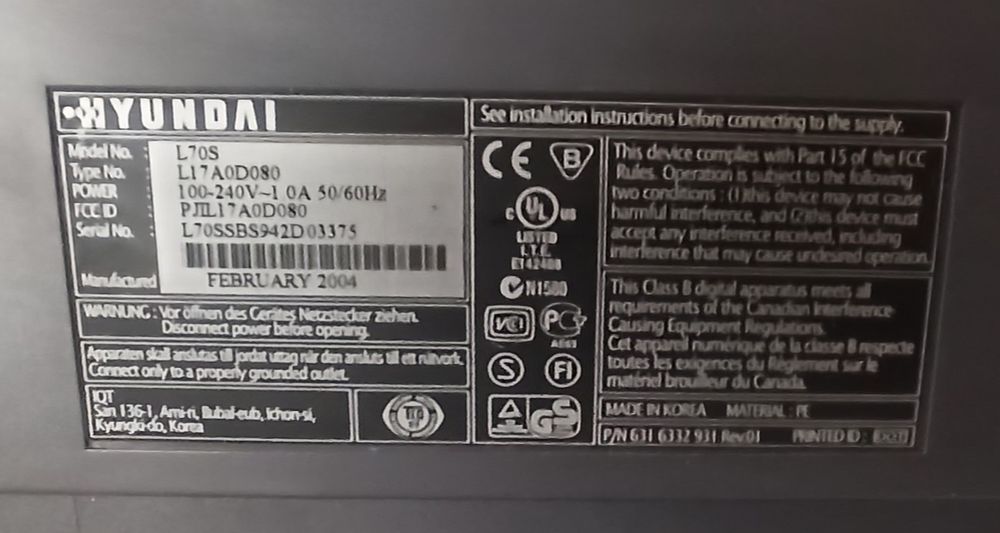 HYUNDAI
Model No. : L70S
Type No. : L17A0D080
POWER : 100-240V~1.0A 50/60Hz
FCC ID : PJIL17A0D080
Serial No. : L70SSBS942D03375
Manufactured FEBRUARY 2004
WARNUNG : Vor öffnen des Gerätes Netzstecker ziehen.
Disconnect power before opening.
Apparaten skall anslutas till jordat uttag när den ansluts till ett nätverk.
Connect only to a properly grounded outlet.
IQT
San 136-1, Ami-ri, Bubal-eub, Ichon-si,
Kyungki-do, Korea
See installation instructions before connecting to the supply.
CE B
C UL US
LISTED
I.T.E.
N1500
VCI PG
S FI
GS
This device complies with Part 15 of the FCC
Rules. Operation is subject to the following
two conditions : (1)this device may not cause
harmful interference, and (2)this device must
accept any interference received, including
interference that may cause undesired operation.
This Class B digital apparatus meets all
requirements of the Canadian Interference-
Causing Equipment Regulations.
Cet appareil numérique de la classe B respecte
toutes les exigences du Règlement sur le
matériel brouilleur du Canada.
MADE IN KOREA MATERIAL : PE
P/N 631 6332 931 Rev:01 PRINTED ID :